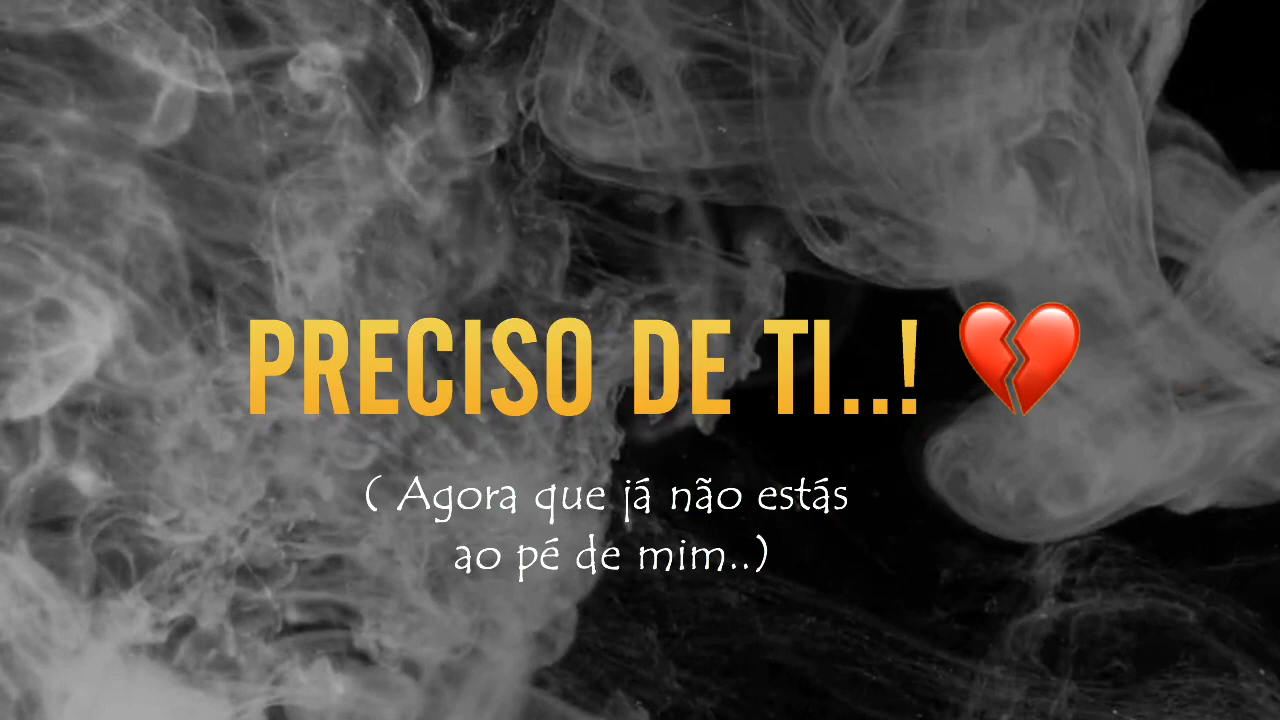 PRECISO DE TI..! 💔
( Agora que já não estás
ao pé de mim..)